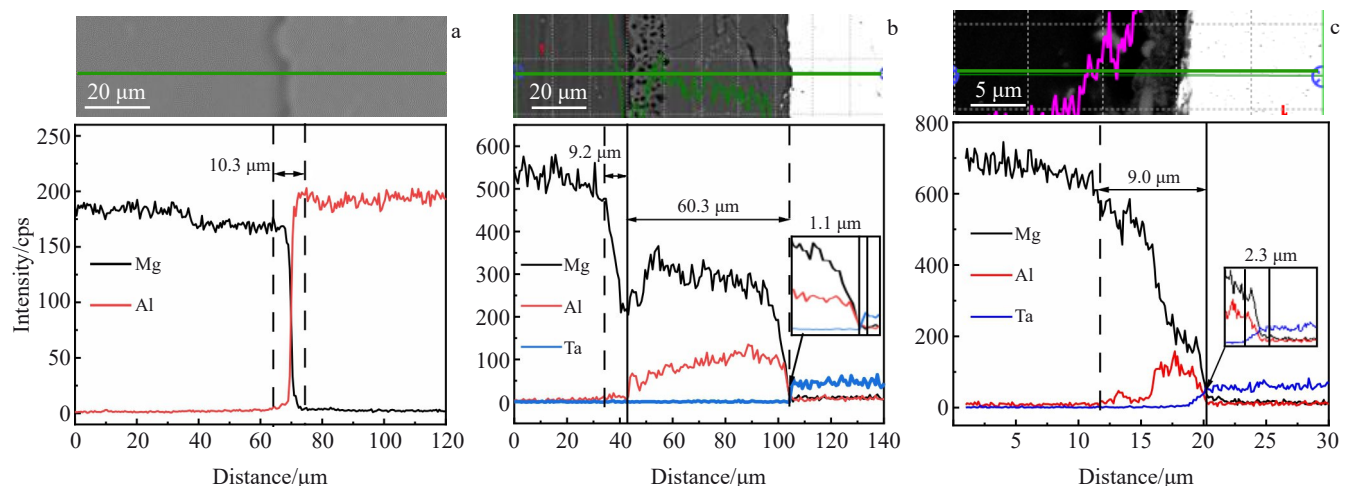 a
20 μm
250
200
150
100
50
0
Intensity/cps
10.3 μm
Mg
Al
0 20 40 60 80 100 120
Distance/μm
b
20 μm
600
500
400
300
200
100
0
9.2 μm
60.3 μm
1.1 μm
Mg
Al
Ta
0 20 40 60 80 100 120 140
Distance/μm
c
5 μm
L
800
600
400
200
0
9.0 μm
2.3 μm
Mg
Al
Ta
5 10 15 20 25 30
Distance/μm